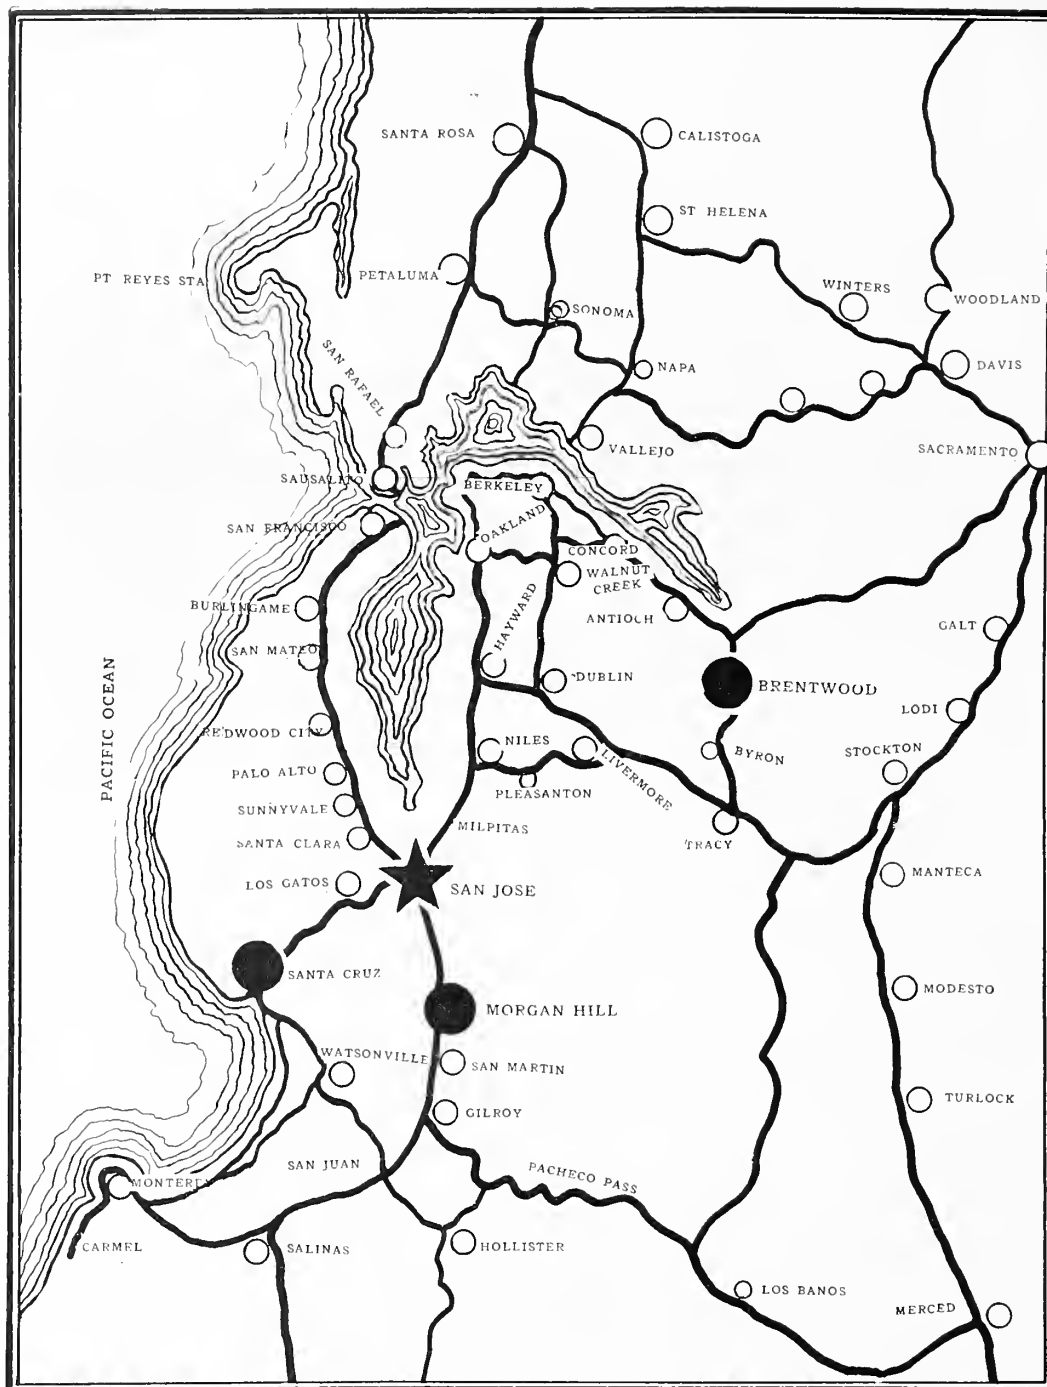 SANTA ROSA
CALISTOGA
ST HELENA
PT REYES STA
PETALUMA
WINTERS
WOODLAND
SONOMA
SAN RAFAEL
NAPA
DAVIS
VALLEJO
SACRAMENTO
SAUSALITO
BERKELEY
SAN FRANCISCO
OAKLAND
CONCORD
WALNUT
CREEK
BURLINGAME
ANTIOCH
HAYWARD
GALT
SAN MATEO
DUBLIN
BRENTWOOD
PACIFIC OCEAN
LODI
REDWOOD CITY
NILES
BYRON
STOCKTON
PALO ALTO
LIVERMORE
PLEASANTON
SUNNYVALE
MILPITAS
SANTA CLARA
TRACY
LOS GATOS
SAN JOSE
MANTECA
SANTA CRUZ
MODESTO
MORGAN HILL
WATSONVILLE
SAN MARTIN
TURLOCK
GILROY
SAN JUAN
PACHECO PASS
MONTEREY
CARMEL
SALINAS
HOLLISTER
LOS BANOS
MERCED